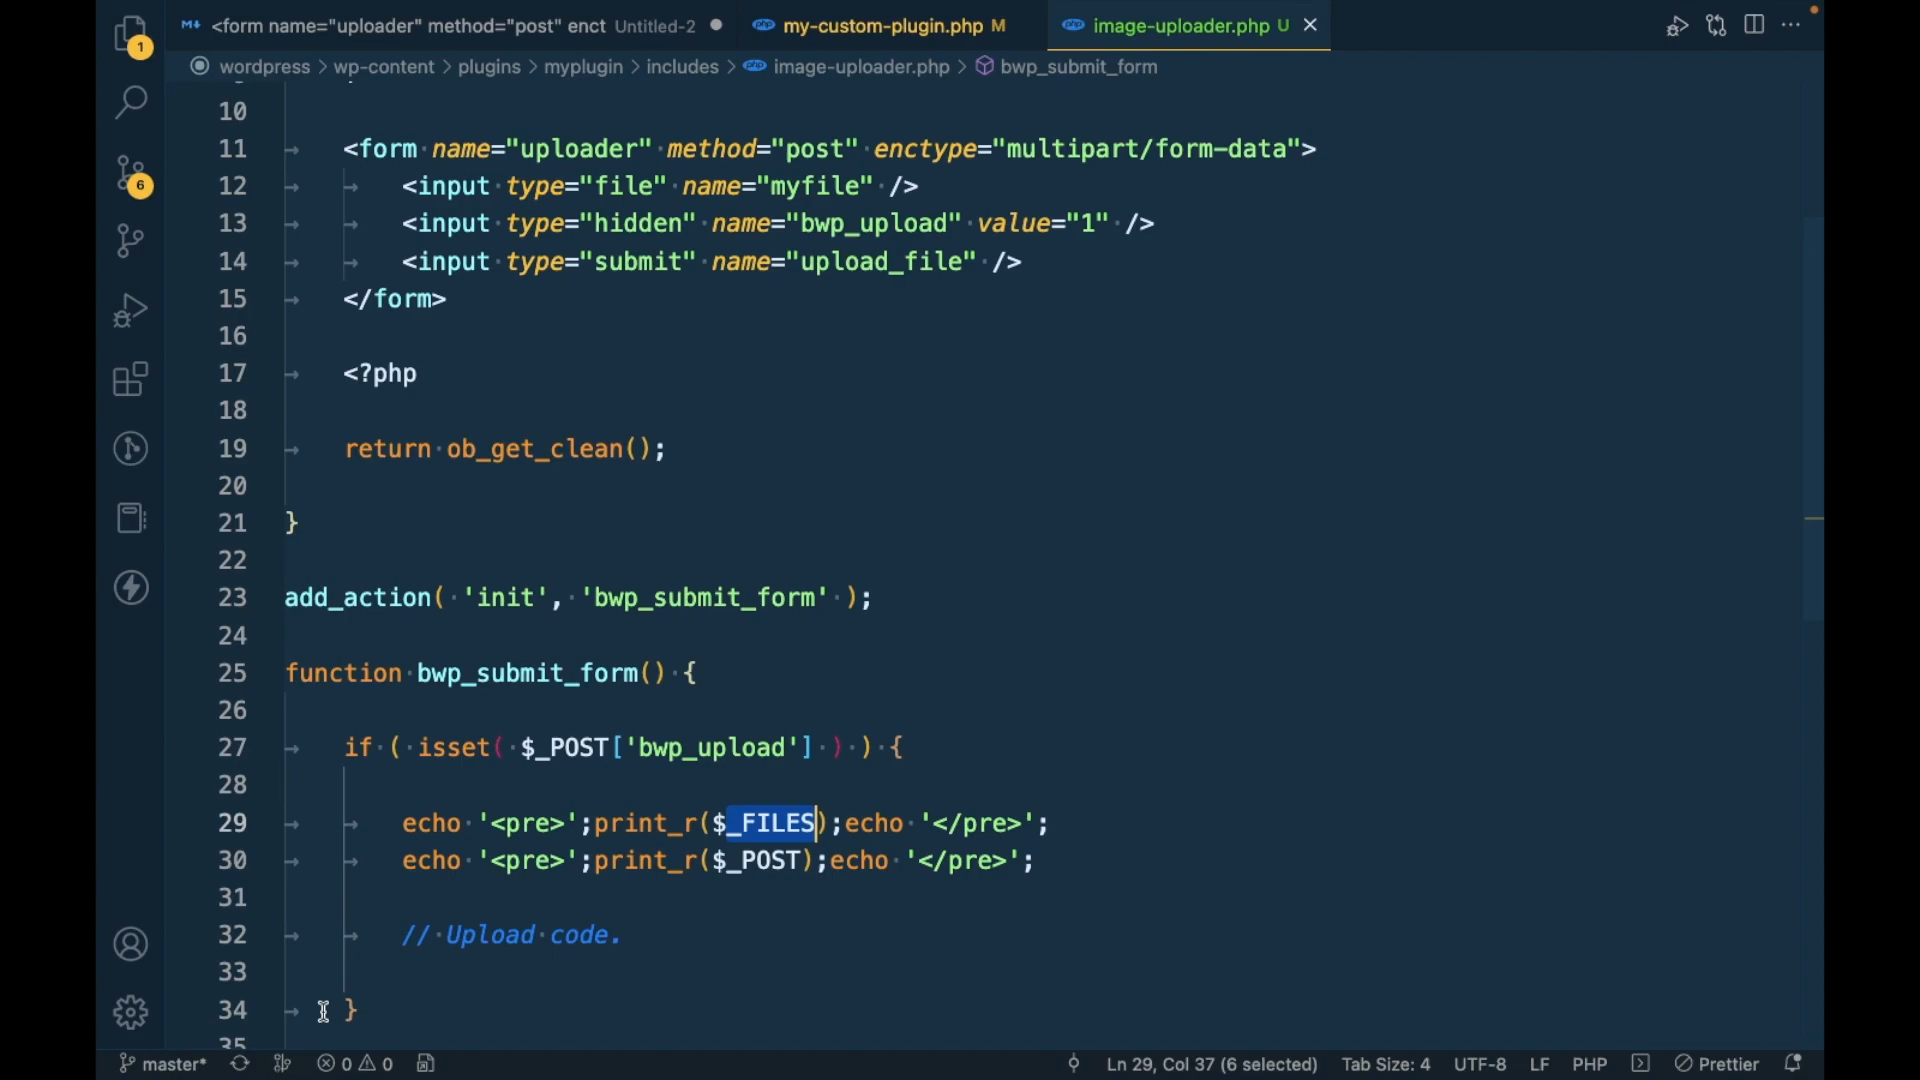 <form name="uploader" method="post" enct Untitled-2
my-custom-plugin.php M
image-uploader.php U
1
wordpress > wp-content > plugins > myplugin > includes > image-uploader.php > bwp_submit_form
10
11 <form name="uploader" method="post" enctype="multipart/form-data">
12 <input type="file" name="myfile" />
6
13 <input type="hidden" name="bwp_upload" value="1" />
14 <input type="submit" name="upload_file" />
15 </form>
16
17 <?php
18
19 return ob_get_clean();
20
21 }
22
23 add_action( 'init', 'bwp_submit_form' );
24
25 function bwp_submit_form() {
26
27 if ( isset( $_POST['bwp_upload'] ) ) {
28
29 echo '<pre>';print_r($_FILES);echo '</pre>';
30 echo '<pre>';print_r($_POST);echo '</pre>';
31
32 // Upload code.
33
34 }
35
master* 0 0 Ln 29, Col 37 (6 selected) Tab Size: 4 UTF-8 LF PHP Prettier